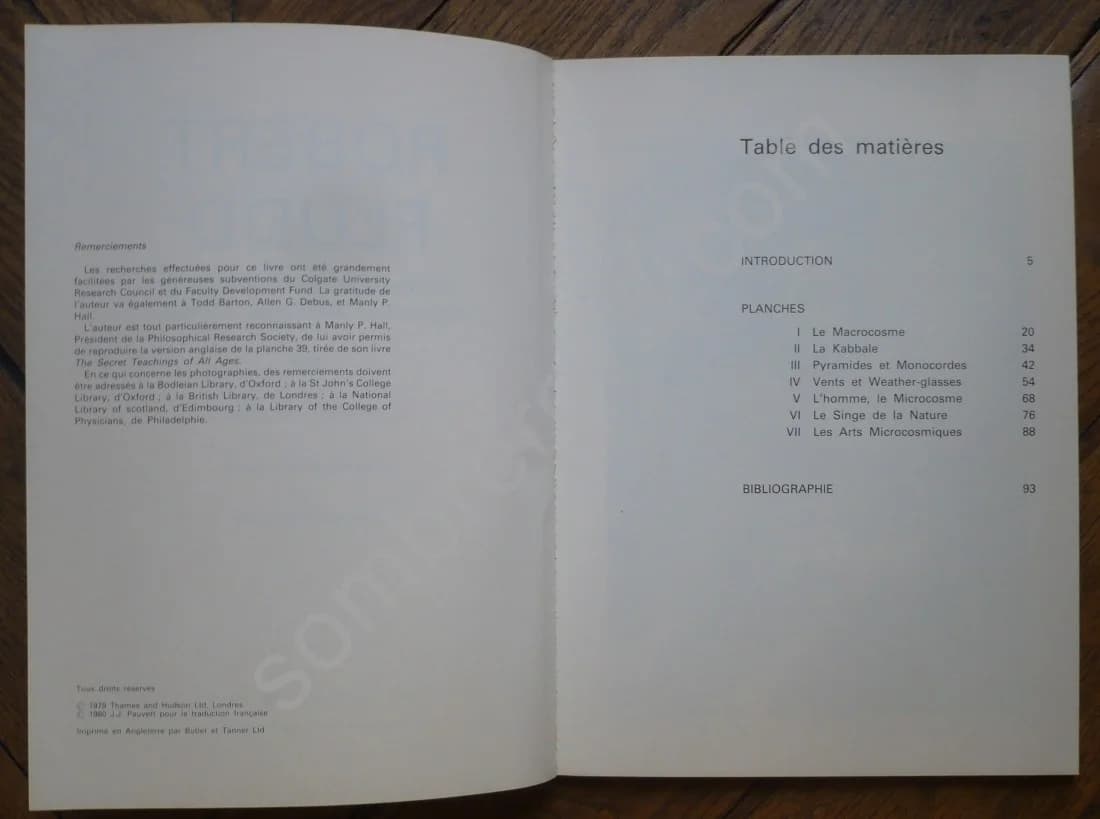 Remerciements
Les recherches effectuées pour ce livre ont été grandement
facilitées par les généreuses subventions du Colgate University
Research Council et du Faculty Development Fund. La gratitude de
l'auteur va également à Todd Barton, Allen G. Debus, et Manly P.
Hall.
L'auteur est tout particulièrement reconnaissant à Manly P. Hall,
Président de la Philosophical Research Society, de lui avoir permis
de reproduire la version anglaise de la planche 39, tirée de son livre
The Secret Teachings of All Ages.
En ce qui concerne les photographies, des remerciements doivent
être adressés à la Bodleian Library, d'Oxford ; à la St John's College
Library, d'Oxford ; à la British Library, de Londres ; à la National
Library of scotland, d'Edimbourg ; à la Library of the College of
Physicians, de Philadelphie.
Tous droits réservés
© 1979 Thames and Hudson Ltd, Londres
© 1980 J.J. Pauvert pour la traduction française
Imprimé en Angleterre par Butler et Tanner Ltd
Table des matières
INTRODUCTION 5
PLANCHES
I Le Macrocosme 20
II La Kabbale 34
III Pyramides et Monocordes 42
IV Vents et Weather-glasses 54
V L'homme, le Microcosme 68
VI Le Singe de la Nature 76
VII Les Arts Microcosmiques 88
BIBLIOGRAPHIE 93